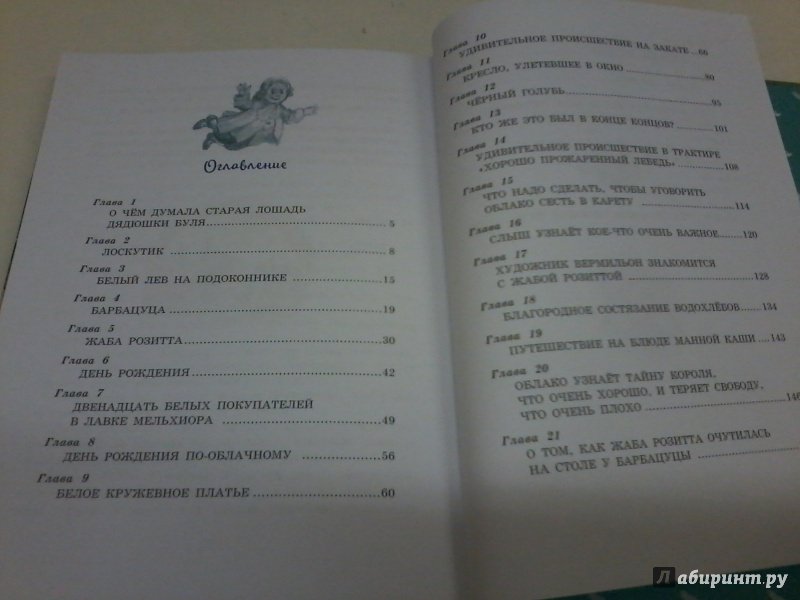 Оглавление
Глава 1
О ЧЁМ ДУМАЛА СТАРАЯ ЛОШАДЬ
ДЯДЮШКИ БУЛЯ 5
Глава 2
ЛОСКУТИК 8
Глава 3
БЕЛЫЙ ЛЕВ НА ПОДОКОННИКЕ 15
Глава 4
БАРБАЦУЦА 19
Глава 5
ЖАБА РОЗИТТА 30
Глава 6
ДЕНЬ РОЖДЕНИЯ 42
Глава 7
ДВЕНАДЦАТЬ БЕЛЫХ ПОКУПАТЕЛЕЙ
В ЛАВКЕ МЕЛЬХИОРА 49
Глава 8
ДЕНЬ РОЖДЕНИЯ ПО-ОБЛАЧНОМУ 56
Глава 9
БЕЛОЕ КРУЖЕВНОЕ ПЛАТЬЕ 60
Глава 10
УДИВИТЕЛЬНОЕ ПРОИСШЕСТВИЕ НА ЗАКАТЕ 66
Глава 11
КРЕСЛО, УЛЕТЕВШЕЕ В ОКНО 80
Глава 12
ЧЁРНЫЙ ГОЛУБЬ 95
Глава 13
КТО ЖЕ ЭТО БЫЛ В КОНЦЕ КОНЦОВ? 101
Глава 14
УДИВИТЕЛЬНОЕ ПРОИСШЕСТВИЕ В ТРАКТИРЕ
«ХОРОШО ПРОЖАРЕННЫЙ ЛЕБЕДЬ» 108
Глава 15
ЧТО НАДО СДЕЛАТЬ, ЧТОБЫ УГОВОРИТЬ
ОБЛАКО СЕСТЬ В КАРЕТУ 114
Глава 16
СЛЫШ УЗНАЁТ КОЕ-ЧТО ОЧЕНЬ ВАЖНОЕ 120
Глава 17
ХУДОЖНИК ВЕРМИЛЬОН ЗНАКОМИТСЯ
С ЖАБОЙ РОЗИТТОЙ 128
Глава 18
БЛАГОРОДНОЕ СОСТЯЗАНИЕ ВОДОХЛЁБОВ 134
Глава 19
ПУТЕШЕСТВИЕ НА БЛЮДЕ МАННОЙ КАШИ 143
Глава 20
ОБЛАКО УЗНАЁТ ТАЙНУ КОРОЛЯ,
ЧТО ОЧЕНЬ ХОРОШО, И ТЕРЯЕТ СВОБОДУ,
ЧТО ОЧЕНЬ ПЛОХО 146
Глава 21
О ТОМ, КАК ЖАБА РОЗИТТА ОЧУТИЛАСЬ
НА СТОЛЕ У БАРБАЦУЦЫ
Лабиринт.ру